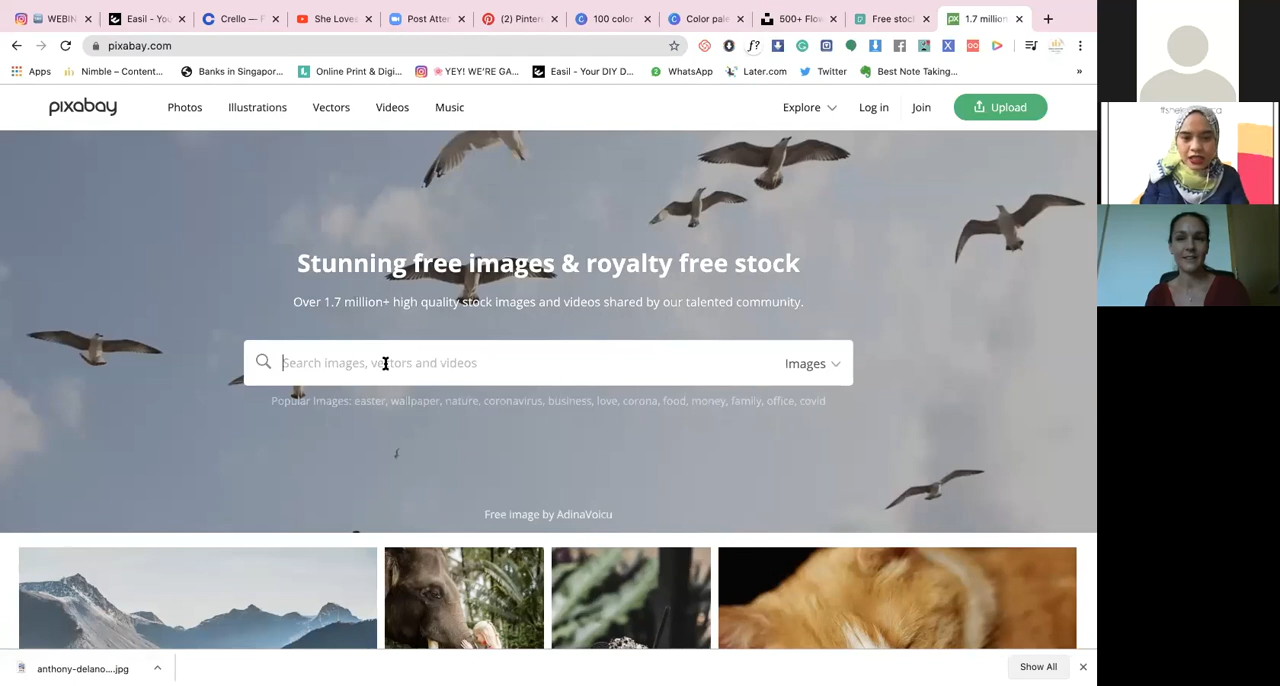 WEBIN
Easil - You
Crello — F
She Loves
Post Atter
(2) Pintere
100 color
Color pale
500+ Flow
Free stoc
1.7 million
pixabay.com
f?
Apps
Nimble – Content...
Banks in Singapor...
Online Print & Digi...
YEY! WE'RE GA...
Easil - Your DIY D...
WhatsApp
Later.com
Twitter
Best Note Taking...
»
pixabay
Photos
Illustrations
Vectors
Videos
Music
Explore
Log in
Join
Upload
Stunning free images & royalty free stock
Over 1.7 million+ high quality stock images and videos shared by our talented community.
Search images, vectors and videos
Images
Popular Images: easter, wallpaper, nature, coronavirus, business, love, corona, food, money, family, office, covid
Free image by AdinaVoicu
anthony-delano....jpg
Show All